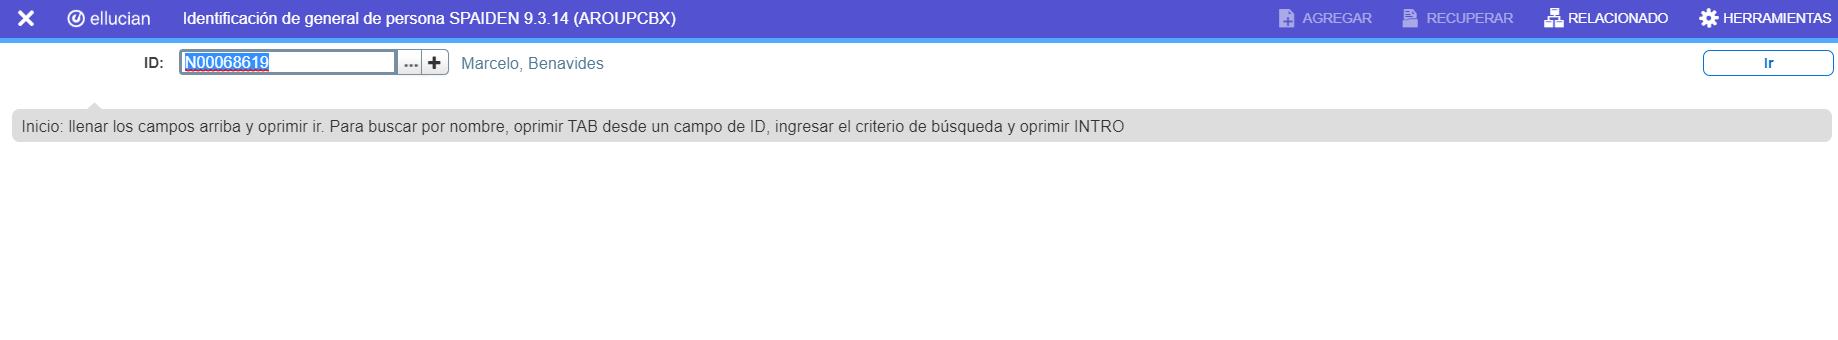 ✕ ellucian Identificación de general de persona SPAIDEN 9.3.14 (AROUPCBX) AGREGAR RECUPERAR RELACIONADO HERRAMIENTAS
ID: N00068619 ... + Marcelo, Benavides Ir
Inicio: llenar los campos arriba y oprimir ir. Para buscar por nombre, oprimir TAB desde un campo de ID, ingresar el criterio de búsqueda y oprimir INTRO